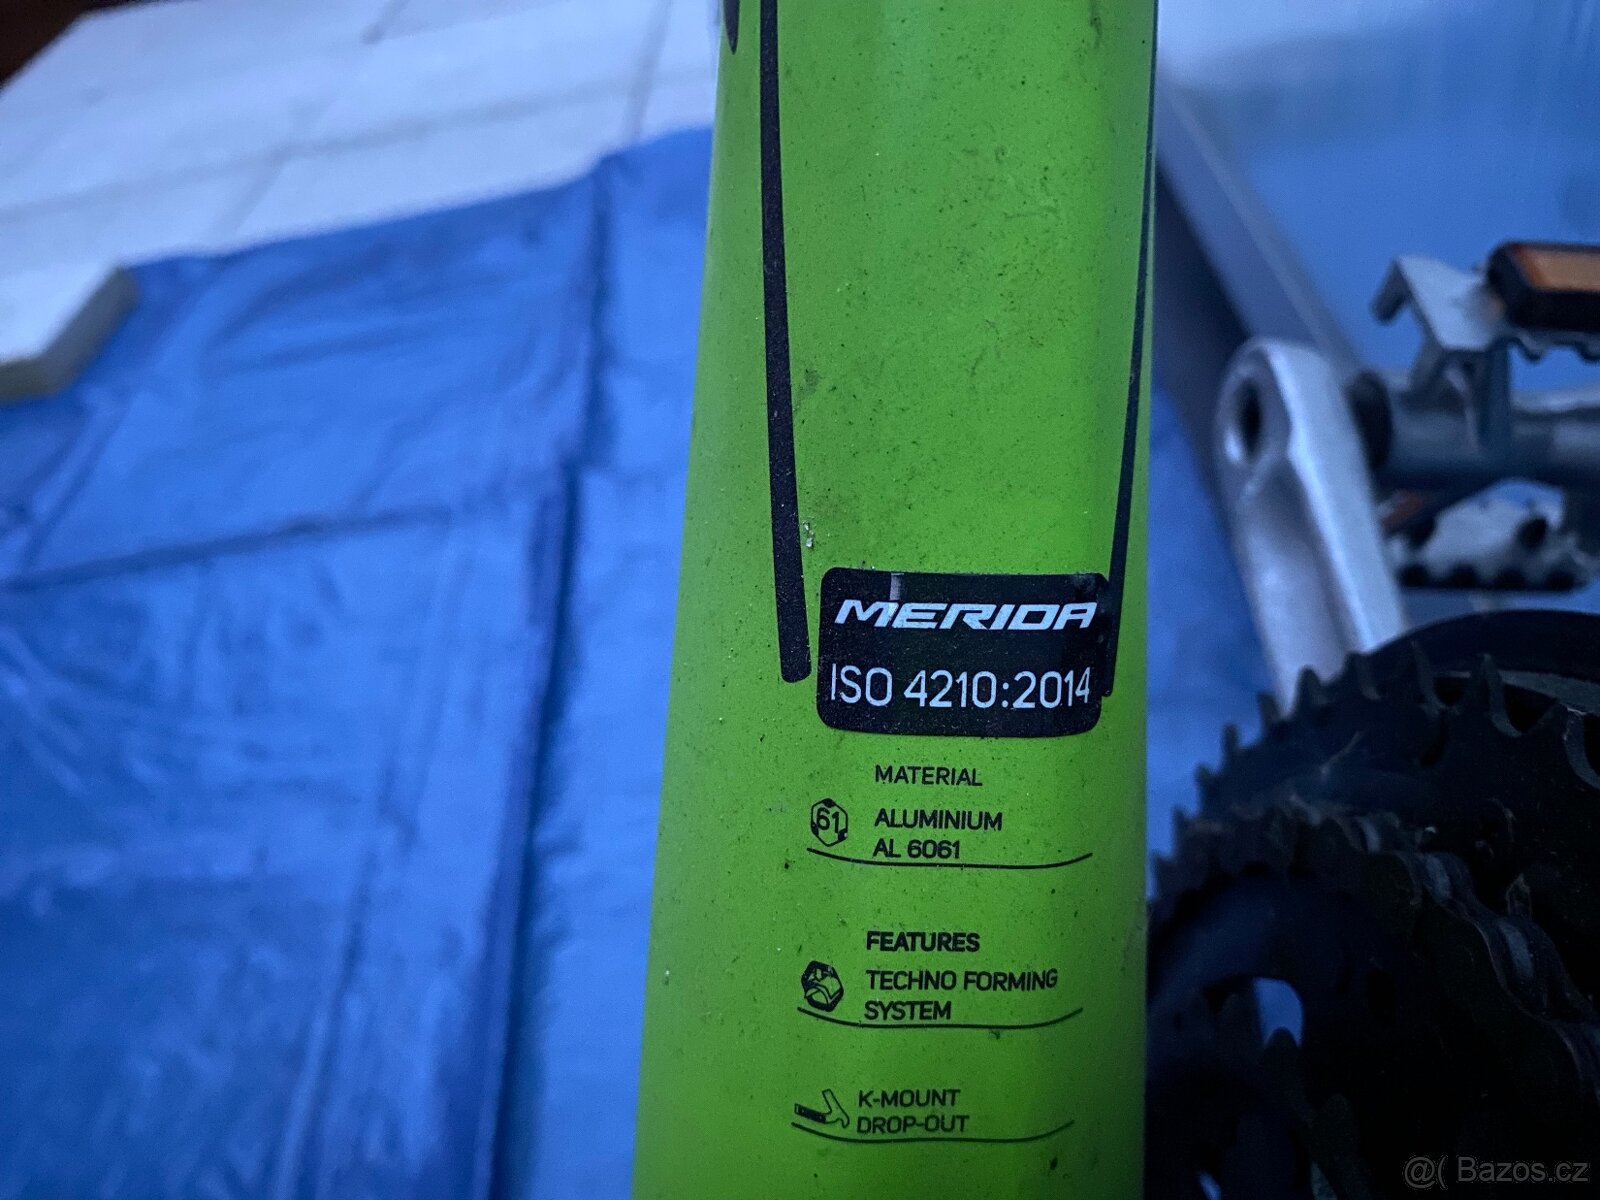 MERIDA
ISO 4210:2014
MATERIAL
61
ALUMINIUM
AL 6061
FEATURES
TECHNO FORMING
SYSTEM
K-MOUNT
DROP-OUT
@( Bazos.cz